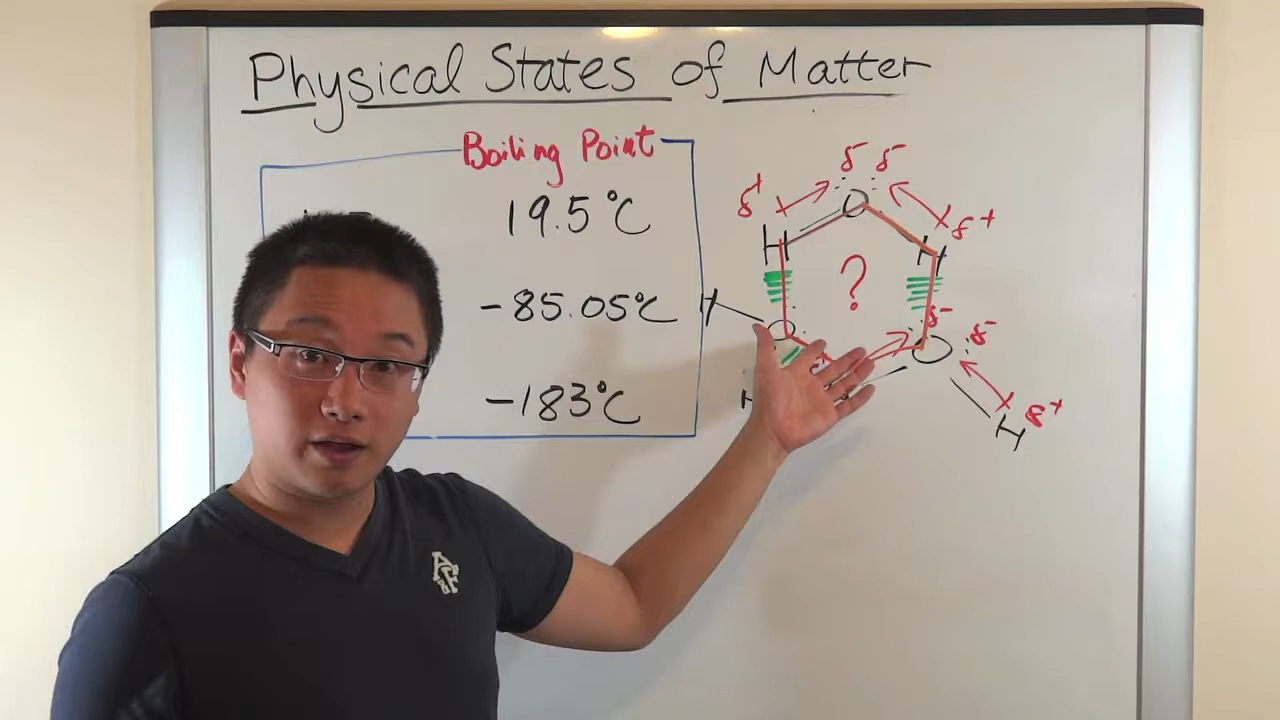 Physical States of Matter
Boiling Point
19.5°C
-85.05°C
-183°C
δ- δ-
δ+ O δ+
H H
?
H
O δ-
O δ-
H
H δ+